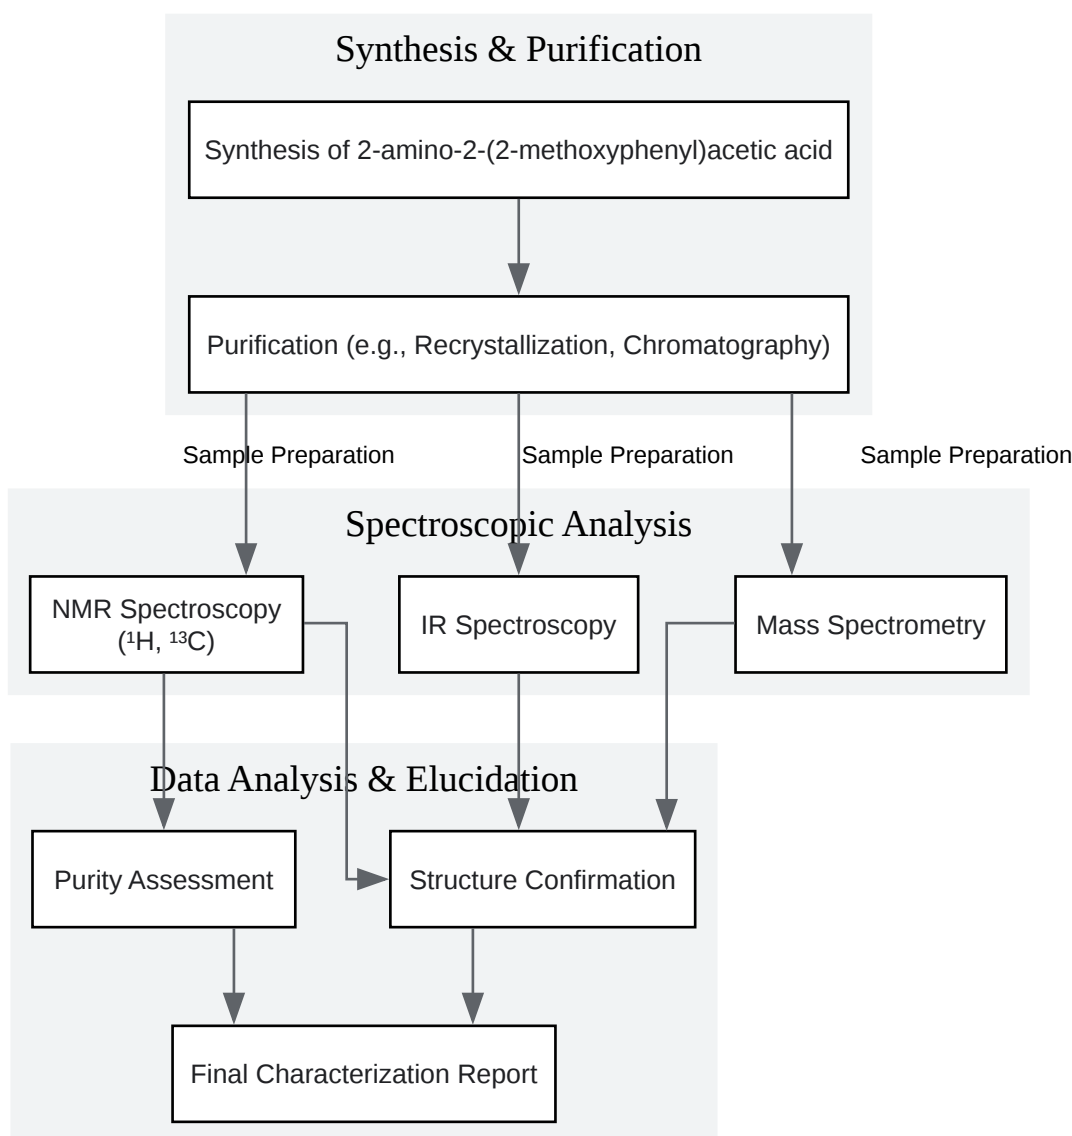 Synthesis & Purification
Synthesis of 2-amino-2-(2-methoxyphenyl)acetic acid
Purification (e.g., Recrystallization, Chromatography)
Sample Preparation
Sample Preparation
Sample Preparation
Spectroscopic Analysis
NMR Spectroscopy
(¹H, ¹³C)
IR Spectroscopy
Mass Spectrometry
Data Analysis & Elucidation
Purity Assessment
Structure Confirmation
Final Characterization Report